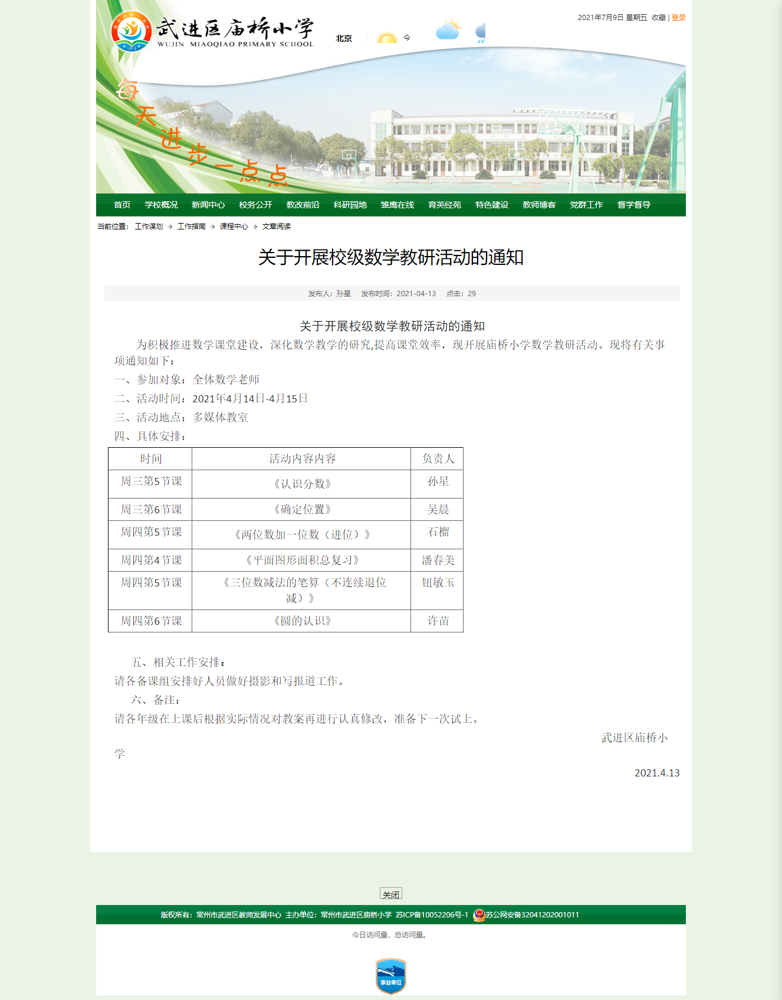 武进区庙桥小学
WUJIN MIAOQIAO PRIMARY SCHOOL
1913
北京
今
2021年7月9日 星期五 收藏 | 登录
每天进步一点点
首页 学校概况 新闻中心 校务公开 教改前沿 科研园地 雏鹰在线 育英经苑 特色建设 教师博客 党群工作 督学督导
当前位置： 工作谋划 → 工作指南 → 课程中心 → 文章阅读
关于开展校级数学教研活动的通知
发布人：孙星 发布时间：2021-04-13 点击：29
关于开展校级数学教研活动的通知
为积极推进数学课堂建设，深化数学教学的研究,提高课堂效率，现开展庙桥小学数学教研活动。现将有关事
项通知如下：
一、参加对象：全体数学老师
二、活动时间：2021年4月14日-4月15日
三、活动地点：多媒体教室
四、具体安排：
时间 活动内容内容 负责人
周三第5节课 《认识分数》 孙星
周三第6节课 《确定位置》 吴晨
周四第5节课 《两位数加一位数（进位）》 石榴
周四第4节课 《平面图形面积总复习》 潘春美
周四第5节课 《三位数减法的笔算（不连续退位 钮敏玉
减）》
周四第6节课 《圆的认识》 许苗
五、相关工作安排：
请各备课组安排好人员做好摄影和写报道工作。
六、备注：
请各年级在上课后根据实际情况对教案再进行认真修改，准备下一次试上。
武进区庙桥小
学
2021.4.13
关闭
版权所有：常州市武进区教师发展中心 主办单位：常州市武进区庙桥小学 苏ICP备10052206号-1 苏公网安备32041202001011
今日访问量，总访问量。
事业单位